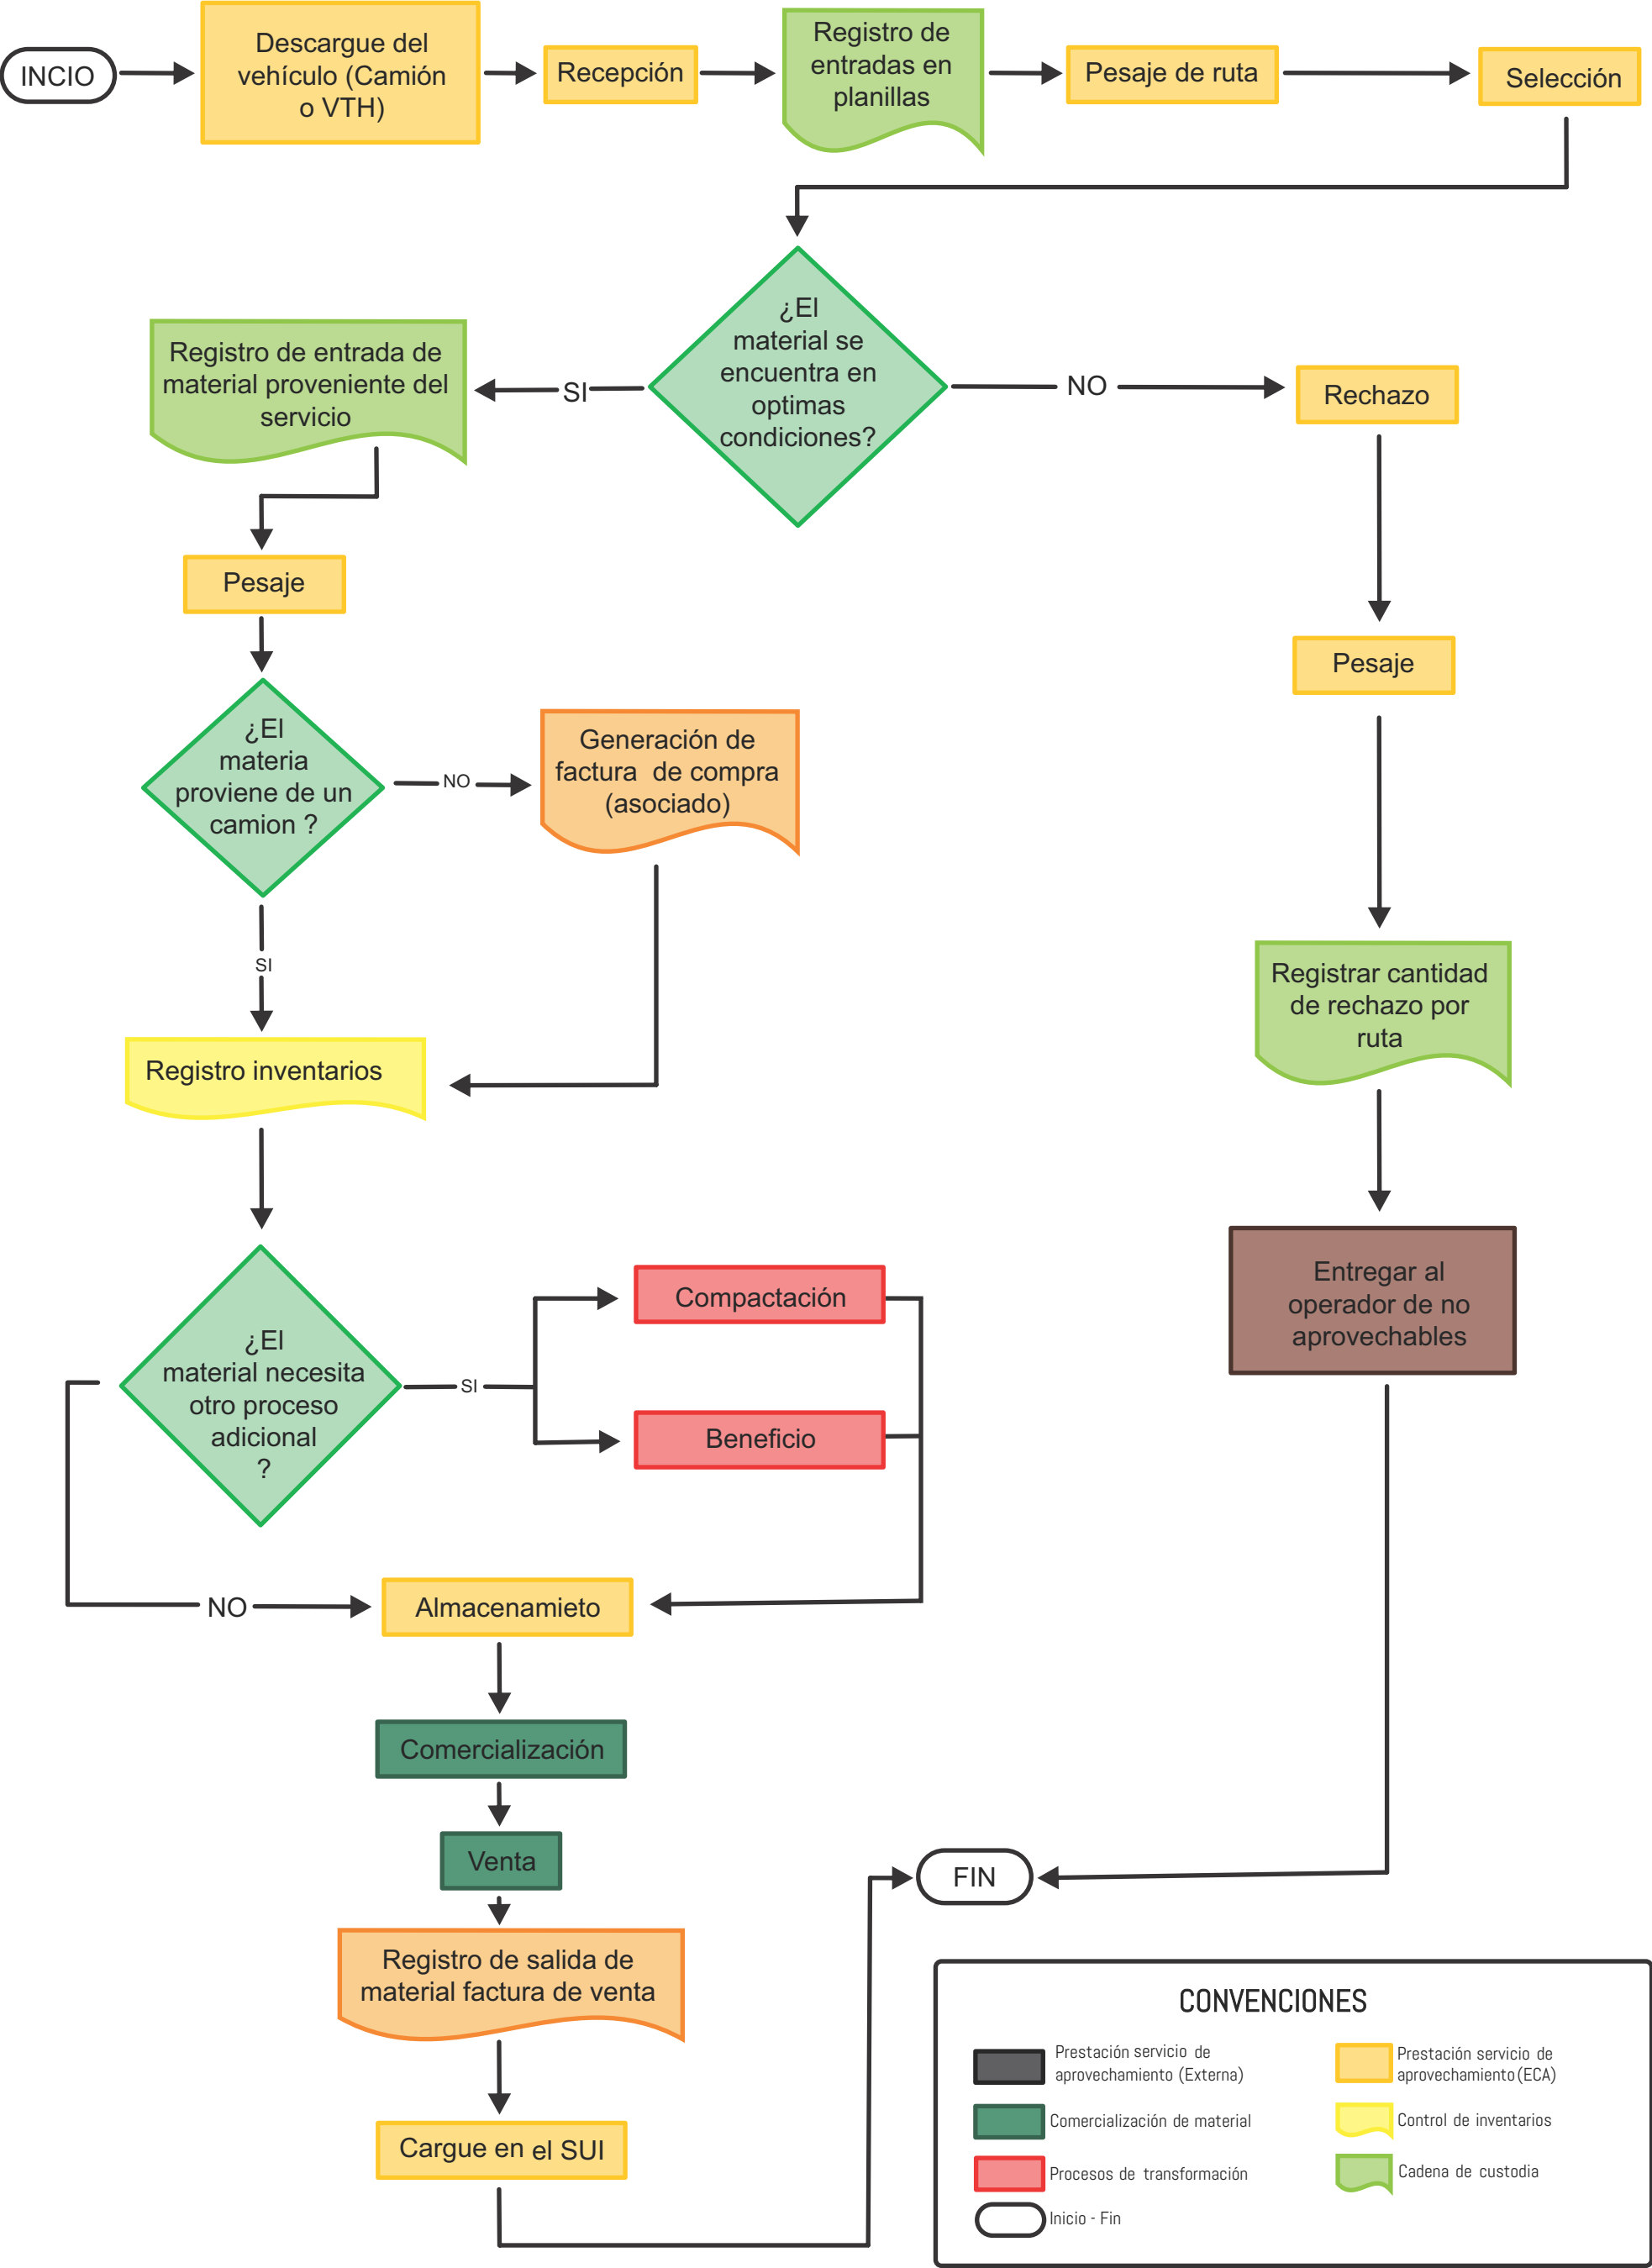 INCIO
Descargue del
vehículo (Camión
o VTH)
Recepción
Registro de
entradas en
planillas
Pesaje de ruta
Selección
¿El
material se
encuentra en
optimas
condiciones?
SI
NO
Registro de entrada de
material proveniente del
servicio
Rechazo
Pesaje
Pesaje
¿El
materia
proviene de un
camion ?
NO
Generación de
factura de compra
(asociado)
SI
Registrar cantidad
de rechazo por
ruta
Registro inventarios
Entregar al
operador de no
aprovechables
¿El
material necesita
otro proceso
adicional
?
SI
Compactación
Beneficio
NO
Almacenamieto
Comercialización
Venta
FIN
Registro de salida de
material factura de venta
Cargue en el SUI
CONVENCIONES
Prestación servicio de
aprovechamiento (Externa)
Prestación servicio de
aprovechamiento (ECA)
Comercialización de material
Control de inventarios
Procesos de transformación
Cadena de custodia
Inicio - Fin